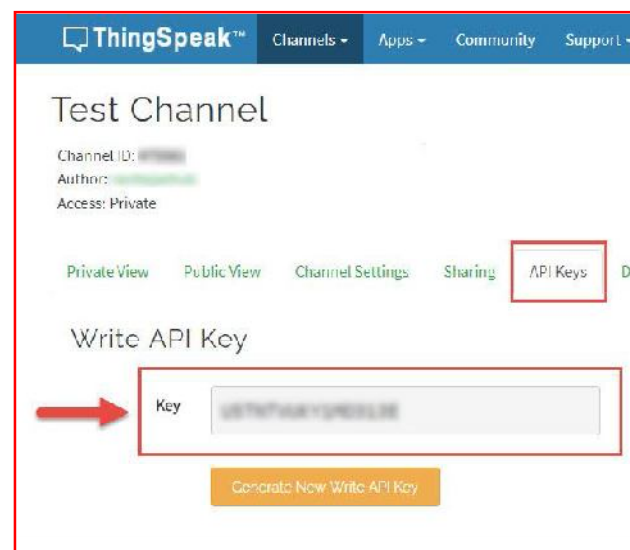 ThingSpeak™ Channels Apps Community Support
Test Channel
Channel ID:
Author:
Access: Private
Private View Public View Channel Settings Sharing API Keys D
Write API Key
Key
Generate New Write API Key